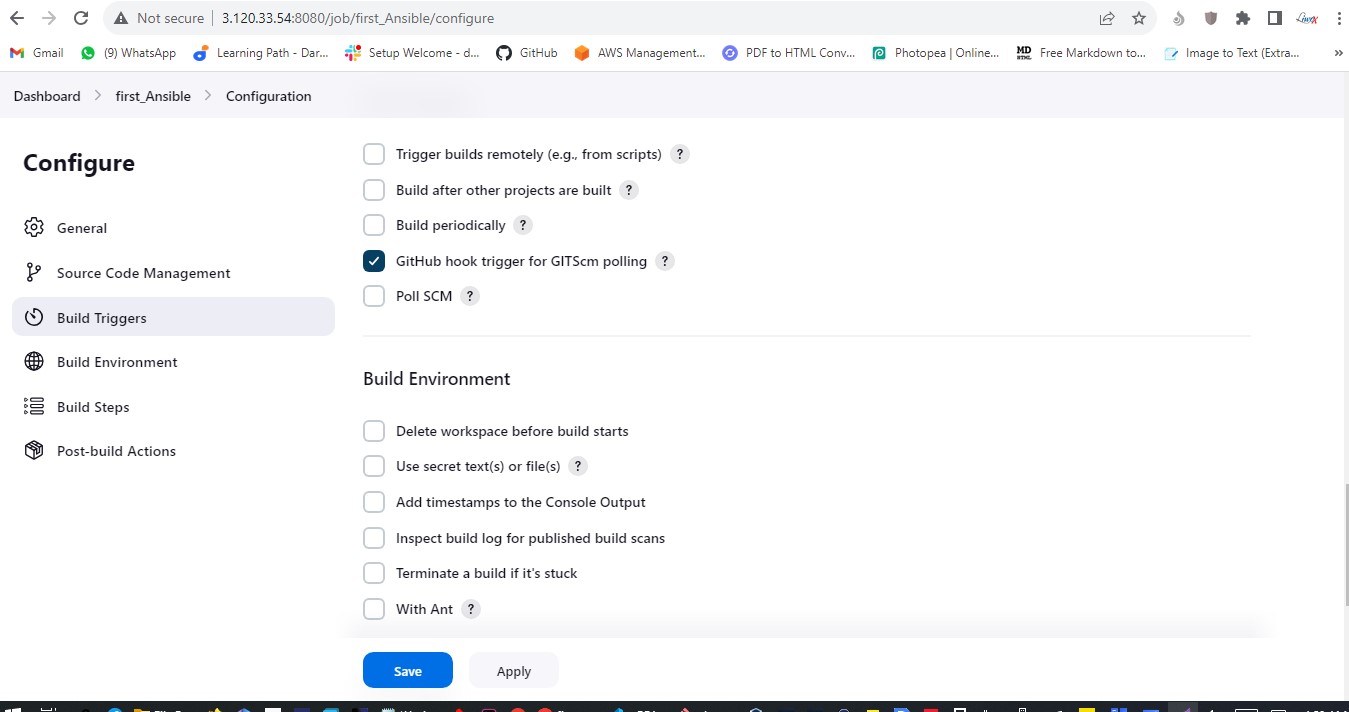 Not secure | 3.120.33.54:8080/job/first_Ansible/configure
Gmail (9) WhatsApp Learning Path - Dar... Setup Welcome - d... GitHub AWS Management... PDF to HTML Conv... Photopea | Online... Free Markdown to... Image to Text (Extra... »
Dashboard > first_Ansible > Configuration
Configure
General
Source Code Management
Build Triggers
Build Environment
Build Steps
Post-build Actions
Trigger builds remotely (e.g., from scripts) ?
Build after other projects are built ?
Build periodically ?
GitHub hook trigger for GITScm polling ?
Poll SCM ?
Build Environment
Delete workspace before build starts
Use secret text(s) or file(s) ?
Add timestamps to the Console Output
Inspect build log for published build scans
Terminate a build if it's stuck
With Ant ?
Save Apply